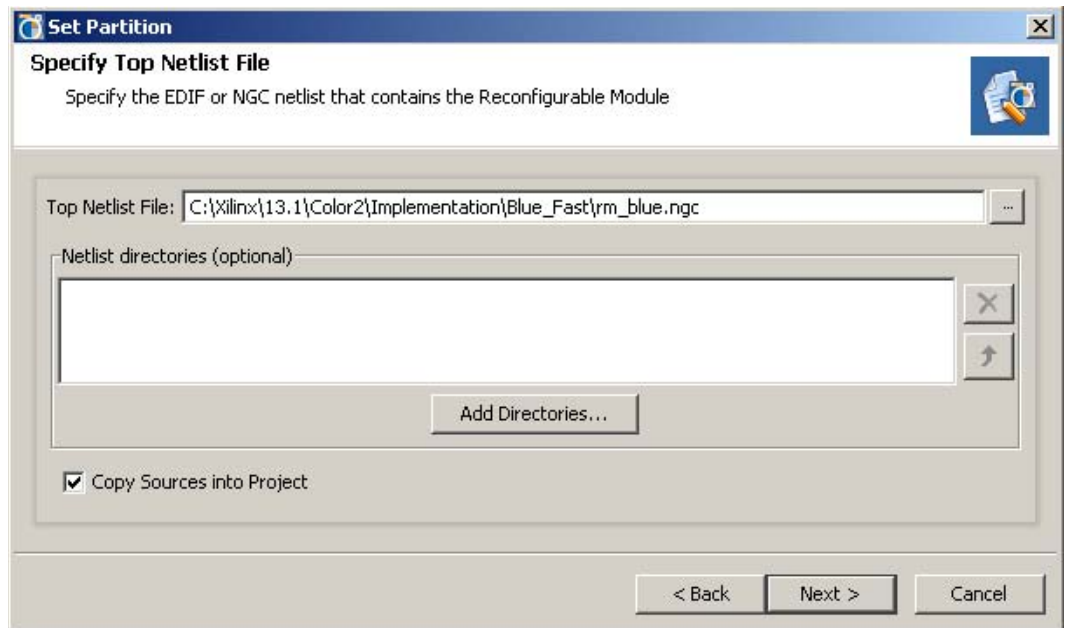 Set Partition
Specify Top Netlist File
Specify the EDIF or NGC netlist that contains the Reconfigurable Module
Top Netlist File: C:\Xilinx\13.1\Color2\Implementation\Blue_Fast\rm_blue.ngc ...
Netlist directories (optional)
Add Directories...
Copy Sources into Project
< Back Next > Cancel